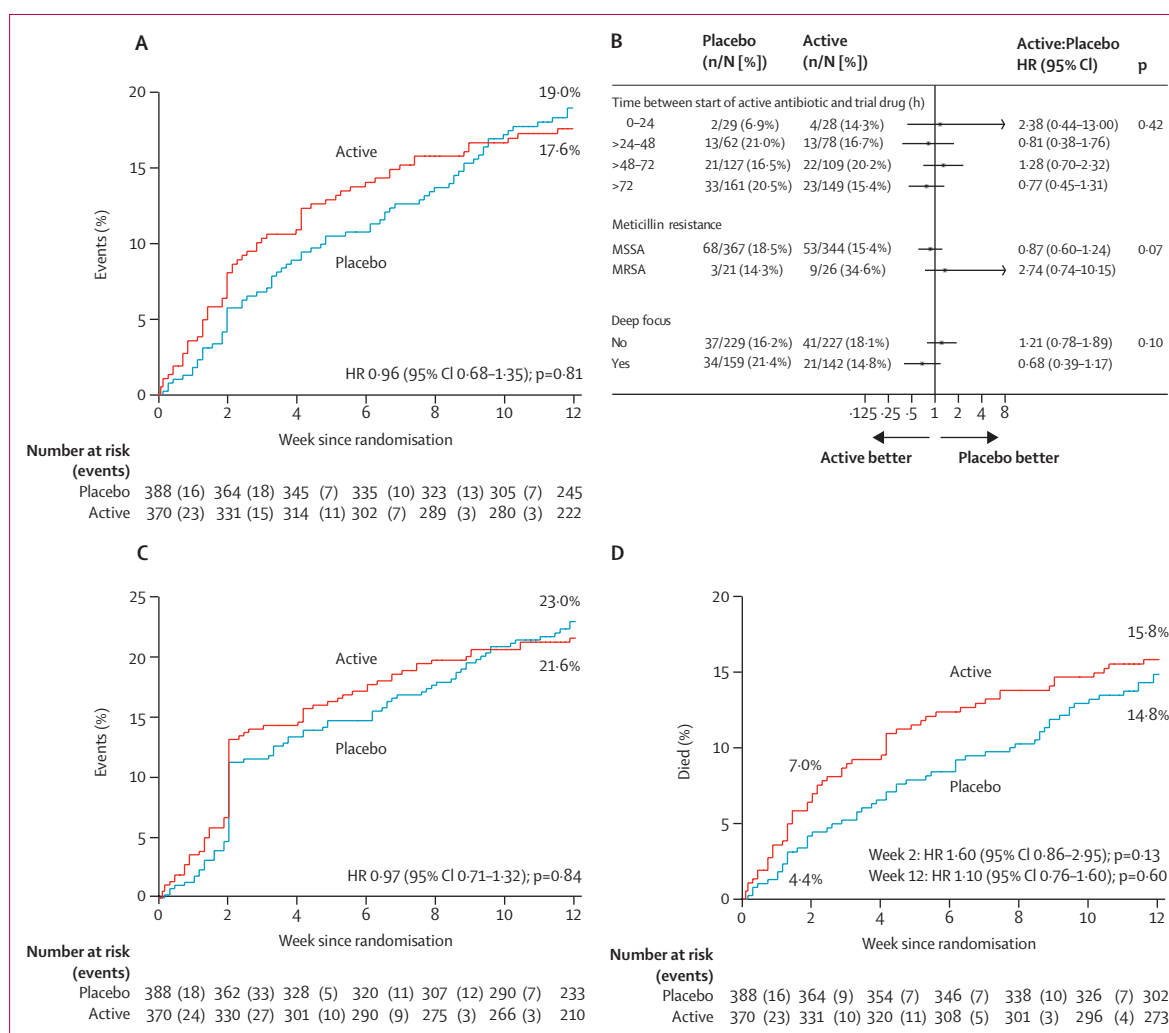 A
20
15
10
5
0
Events (%)
19·0%
17·6%
Active
Placebo
HR 0·96 (95% CI 0·68–1·35); p=0·81
0 2 4 6 8 10 12
Week since randomisation
Number at risk
(events)
Placebo 388 (16) 364 (18) 345 (7) 335 (10) 323 (13) 305 (7) 245
Active 370 (23) 331 (15) 314 (11) 302 (7) 289 (3) 280 (3) 222
B
Placebo Active Active:Placebo
(n/N [%]) (n/N [%]) HR (95% CI) p
Time between start of active antibiotic and trial drug (h)
0–24 2/29 (6·9%) 4/28 (14·3%) 2·38 (0·44–13·00) 0·42
>24–48 13/62 (21·0%) 13/78 (16·7%) 0·81 (0·38–1·76)
>48–72 21/127 (16·5%) 22/109 (20·2%) 1·28 (0·70–2·32)
>72 33/161 (20·5%) 23/149 (15·4%) 0·77 (0·45–1·31)
Meticillin resistance
MSSA 68/367 (18·5%) 53/344 (15·4%) 0·87 (0·60–1·24) 0·07
MRSA 3/21 (14·3%) 9/26 (34·6%) 2·74 (0·74–10·15)
Deep focus
No 37/229 (16·2%) 41/227 (18·1%) 1·21 (0·78–1·89) 0·10
Yes 34/159 (21·4%) 21/142 (14·8%) 0·68 (0·39–1·17)
·125 ·25 ·5 1 2 4 8
Active better Placebo better
C
25
20
15
10
5
0
Events (%)
23·0%
21·6%
Active
Placebo
HR 0·97 (95% CI 0·71–1·32); p=0·84
0 2 4 6 8 10 12
Week since randomisation
Number at risk
(events)
Placebo 388 (18) 362 (33) 328 (5) 320 (11) 307 (12) 290 (7) 233
Active 370 (24) 330 (27) 301 (10) 290 (9) 275 (3) 266 (3) 210
D
20
15
10
5
0
Died (%)
15·8%
14·8%
Active
7·0%
Placebo
4·4%
Week 2: HR 1·60 (95% CI 0·86–2·95); p=0·13
Week 12: HR 1·10 (95% CI 0·76–1·60); p=0·60
0 2 4 6 8 10 12
Week since randomisation
Number at risk
(events)
Placebo 388 (16) 364 (9) 354 (7) 346 (7) 338 (10) 326 (7) 302
Active 370 (23) 331 (10) 320 (11) 308 (5) 301 (3) 296 (4) 273